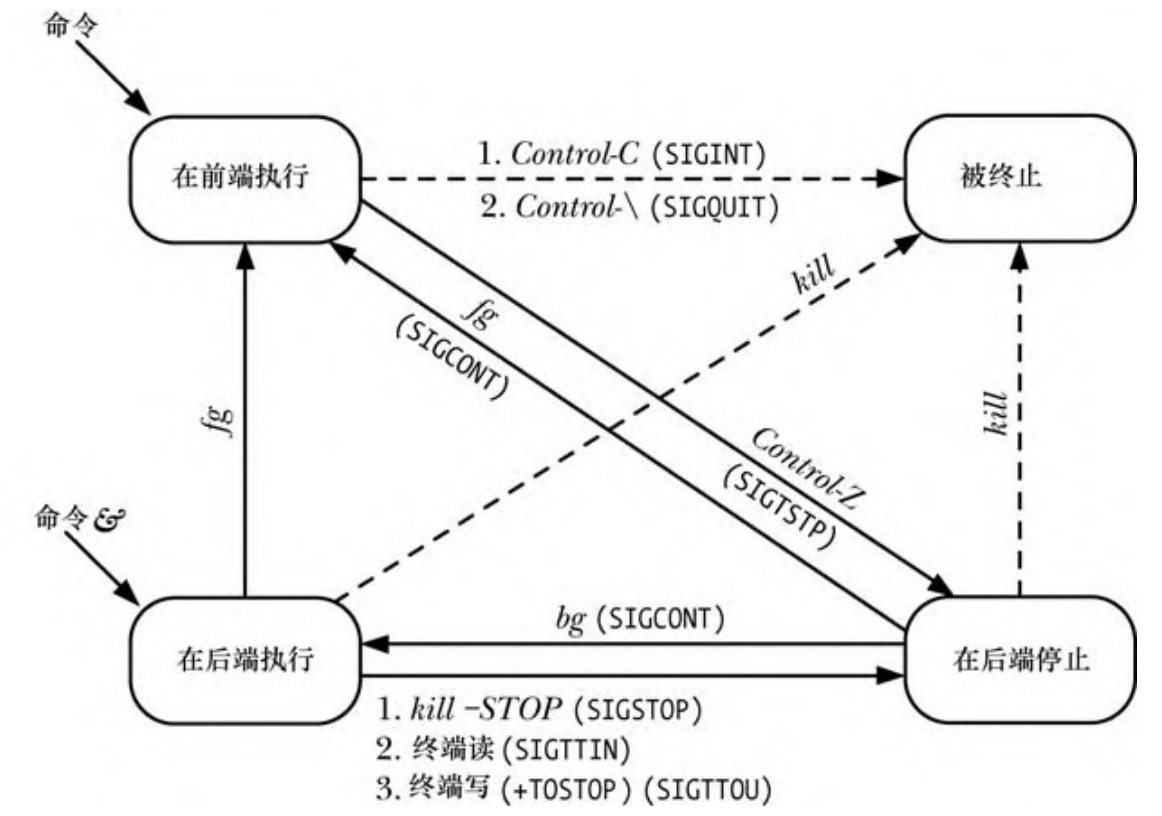 命令
在前端执行
1. Control-C (SIGINT)
2. Control-\ (SIGQUIT)
被终止
kill
fg
(SIGCONT)
fg
kill
Control-Z
(SIGTSTP)
命令&
在后端执行
bg (SIGCONT)
在后端停止
1. kill –STOP (SIGSTOP)
2. 终端读 (SIGTTIN)
3. 终端写 (+TOSTOP) (SIGTTOU)